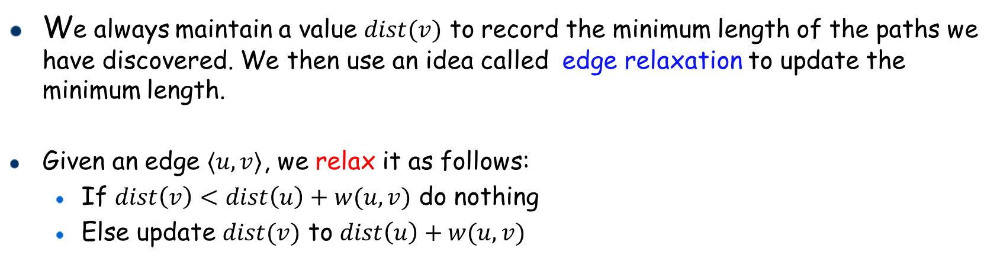 • We always maintain a value dist(v) to record the minimum length of the paths we
have discovered. We then use an idea called edge relaxation to update the
minimum length.
• Given an edge ⟨u, v⟩, we relax it as follows:
• If dist(v) < dist(u) + w(u, v) do nothing
• Else update dist(v) to dist(u) + w(u, v)